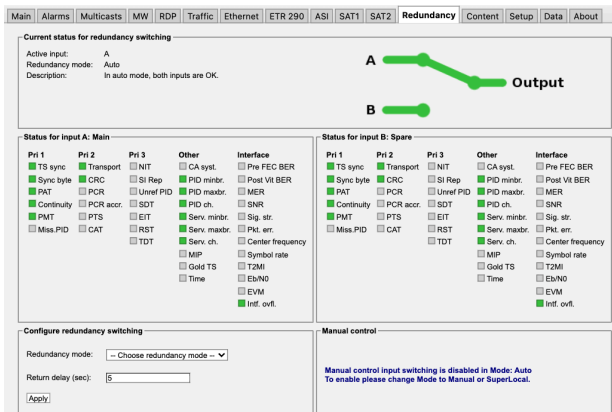 Main Alarms Multicasts MW RDP Traffic Ethernet ETR 290 ASI SAT1 SAT2 Redundancy Content Setup Data About
Current status for redundancy switching
Active input: A
Redundancy mode: Auto
Description: In auto mode, both inputs are OK.
A
Output
B
Status for input A: Main
Pri 1 Pri 2 Pri 3 Other Interface
TS sync Transport NIT CA syst. Pre FEC BER
Sync byte CRC SI Rep PID minbr. Post Vit BER
PAT PCR Unref PID PID maxbr. MER
Continuity PCR accr. SDT PID ch. SNR
PMT PTS EIT Serv. minbr. Sig. str.
Miss.PID CAT RST Serv. maxbr. Pkt. err.
TDT Serv. ch. Center frequency
MIP Symbol rate
Gold TS T2MI
Time Eb/N0
EVM
Intf. ovfl.
Status for input B: Spare
Pri 1 Pri 2 Pri 3 Other Interface
TS sync Transport NIT CA syst. Pre FEC BER
Sync byte CRC SI Rep PID minbr. Post Vit BER
PAT PCR Unref PID PID maxbr. MER
Continuity PCR accr. SDT PID ch. SNR
PMT PTS EIT Serv. minbr. Sig. str.
Miss.PID CAT RST Serv. maxbr. Pkt. err.
TDT Serv. ch. Center frequency
MIP Symbol rate
Gold TS T2MI
Time Eb/N0
EVM
Intf. ovfl.
Configure redundancy switching
Redundancy mode: -- Choose redundancy mode --
Return delay (sec): 5
Apply
Manual control
Manual control input switching is disabled in Mode: Auto
To enable please change Mode to Manual or SuperLocal.